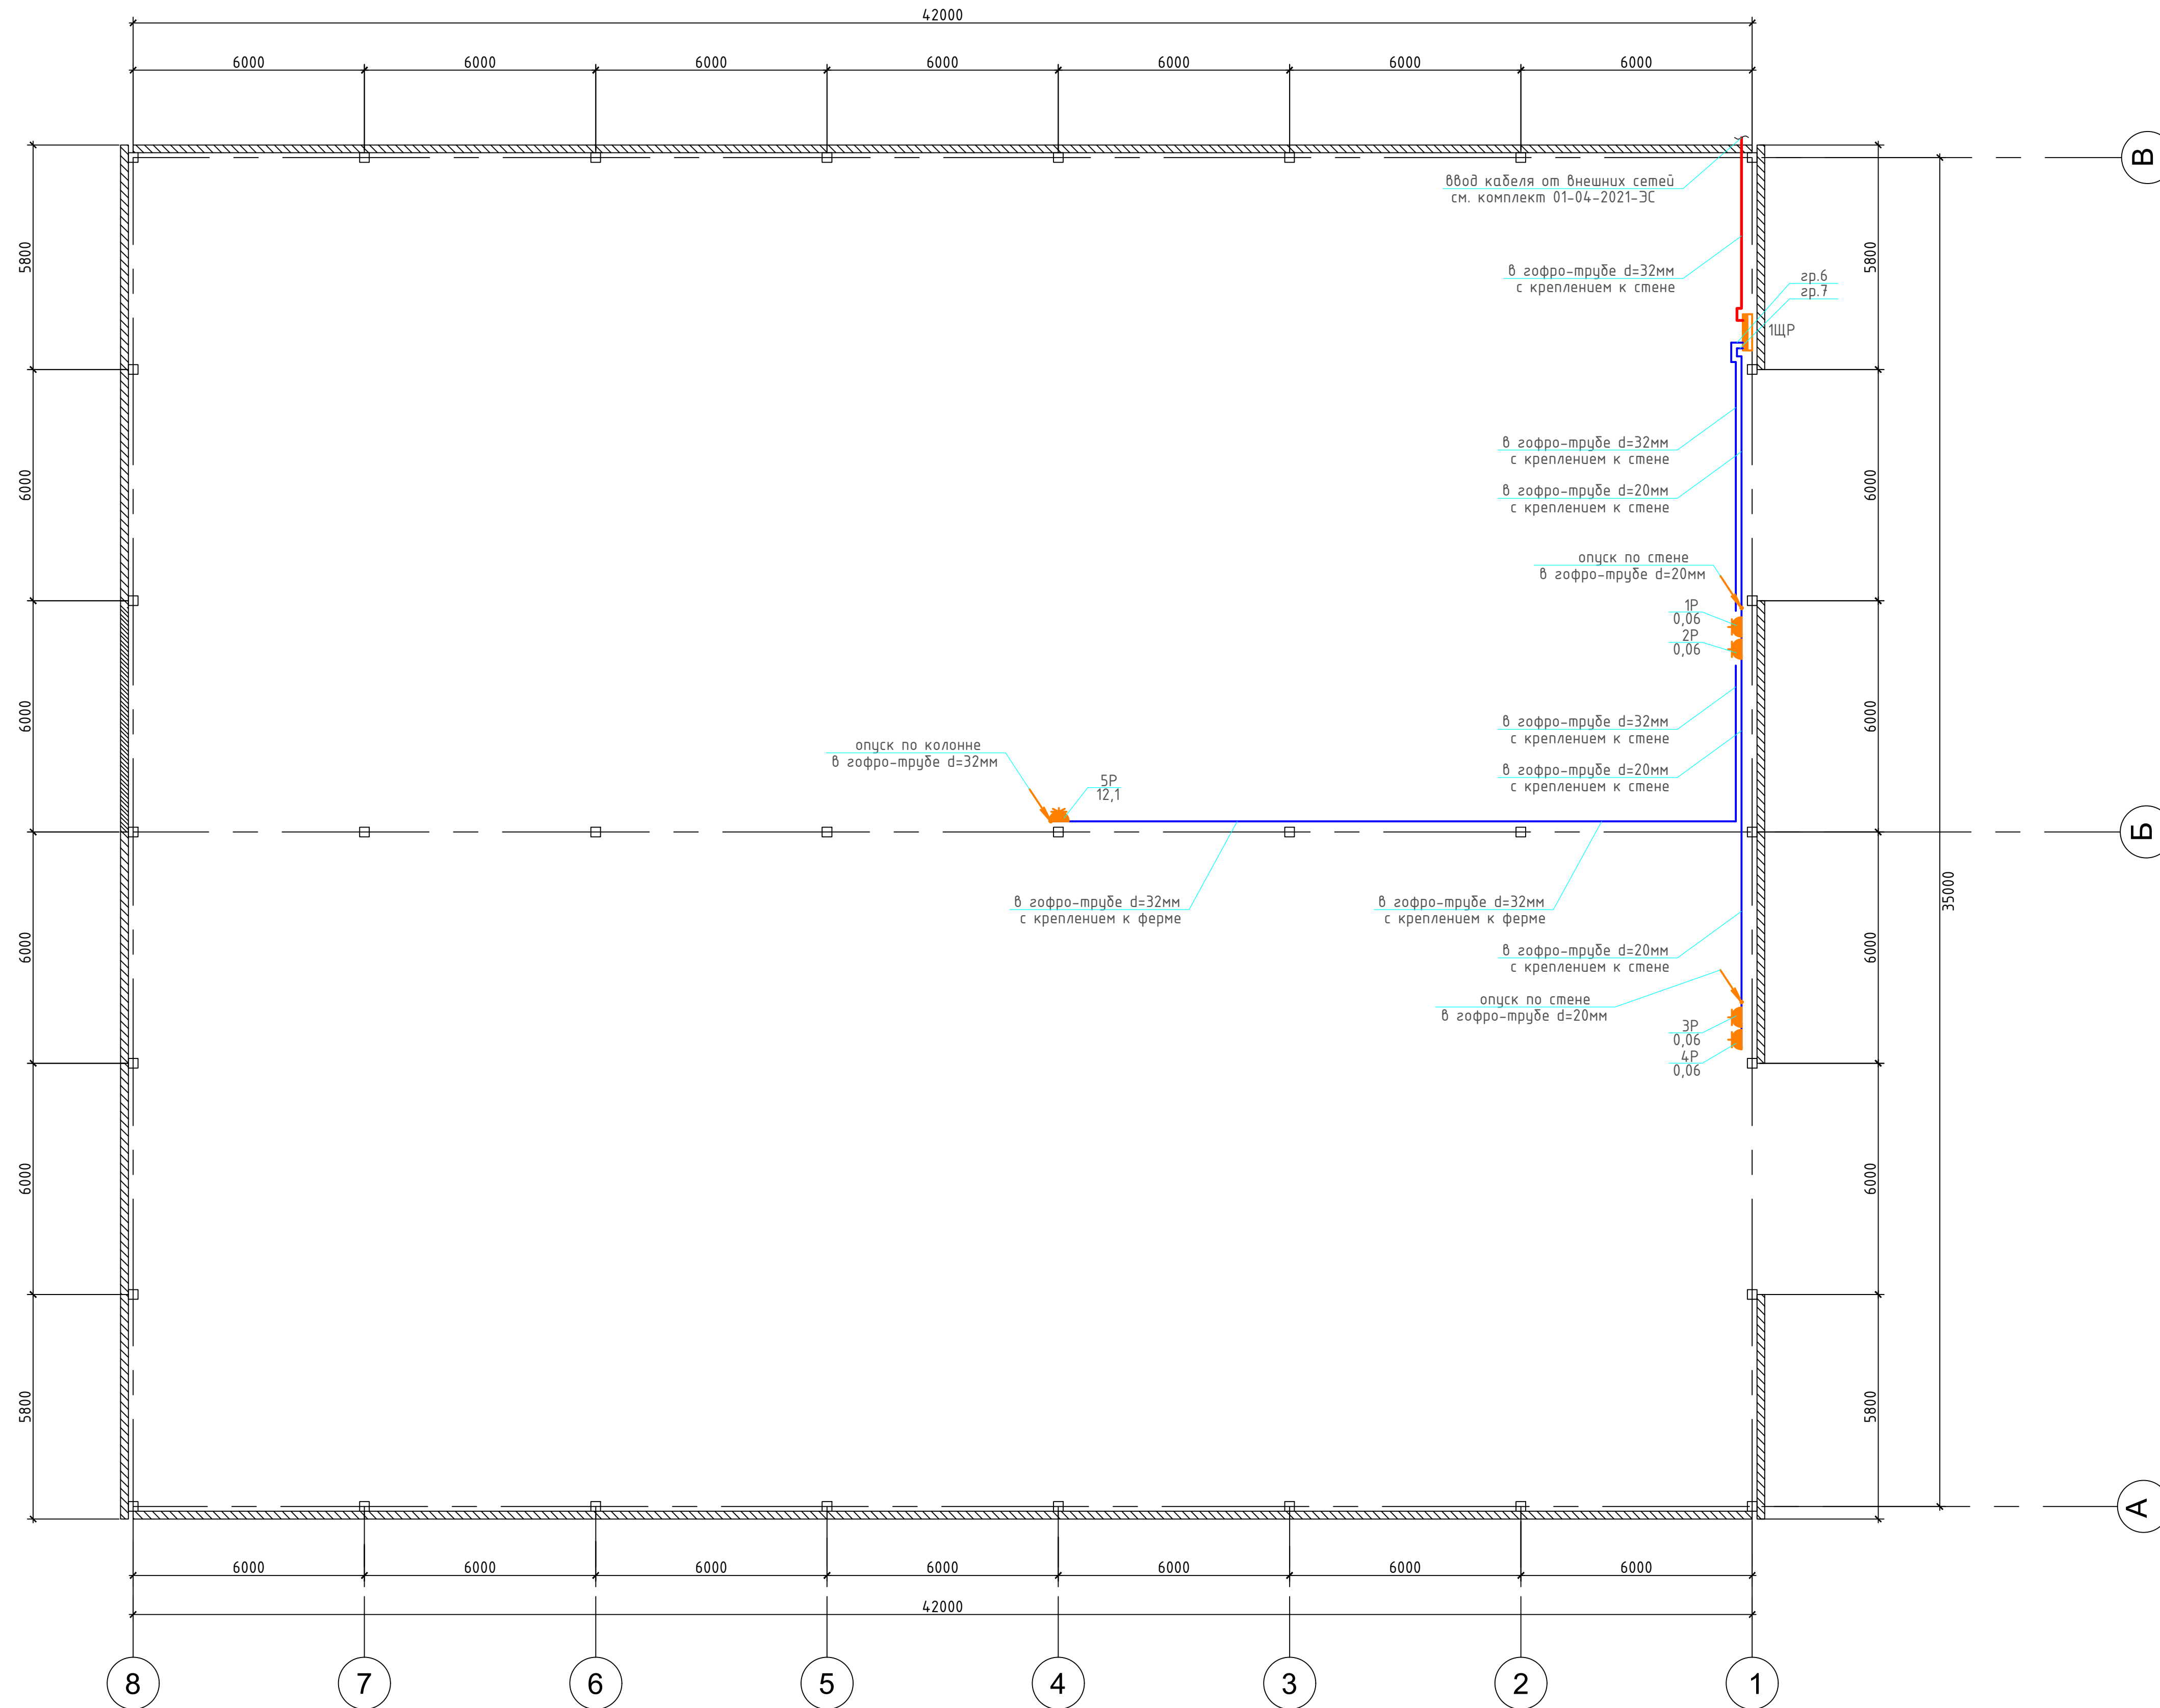 42000
6000 6000 6000 6000 6000 6000 6000
В
ввод кабеля от внешних сетей
см. комплект 01-04-2021-ЭС
5800
5800
в гофро-трубе d=32мм
с креплением к стене
гр.6
гр.7
1ЩР
в гофро-трубе d=32мм
с креплением к стене
6000
6000
в гофро-трубе d=20мм
с креплением к стене
опуск по стене
в гофро-трубе d=20мм
1Р
0,06
2Р
0,06
6000
6000
в гофро-трубе d=32мм
с креплением к стене
опуск по колонне
в гофро-трубе d=32мм
5Р
12,1
в гофро-трубе d=20мм
с креплением к стене
Б
35000
в гофро-трубе d=32мм
с креплением к ферме
в гофро-трубе d=32мм
с креплением к ферме
6000
6000
в гофро-трубе d=20мм
с креплением к стене
опуск по стене
в гофро-трубе d=20мм
3Р
0,06
4Р
0,06
6000
6000
5800
5800
А
6000 6000 6000 6000 6000 6000 6000
42000
8 7 6 5 4 3 2 1